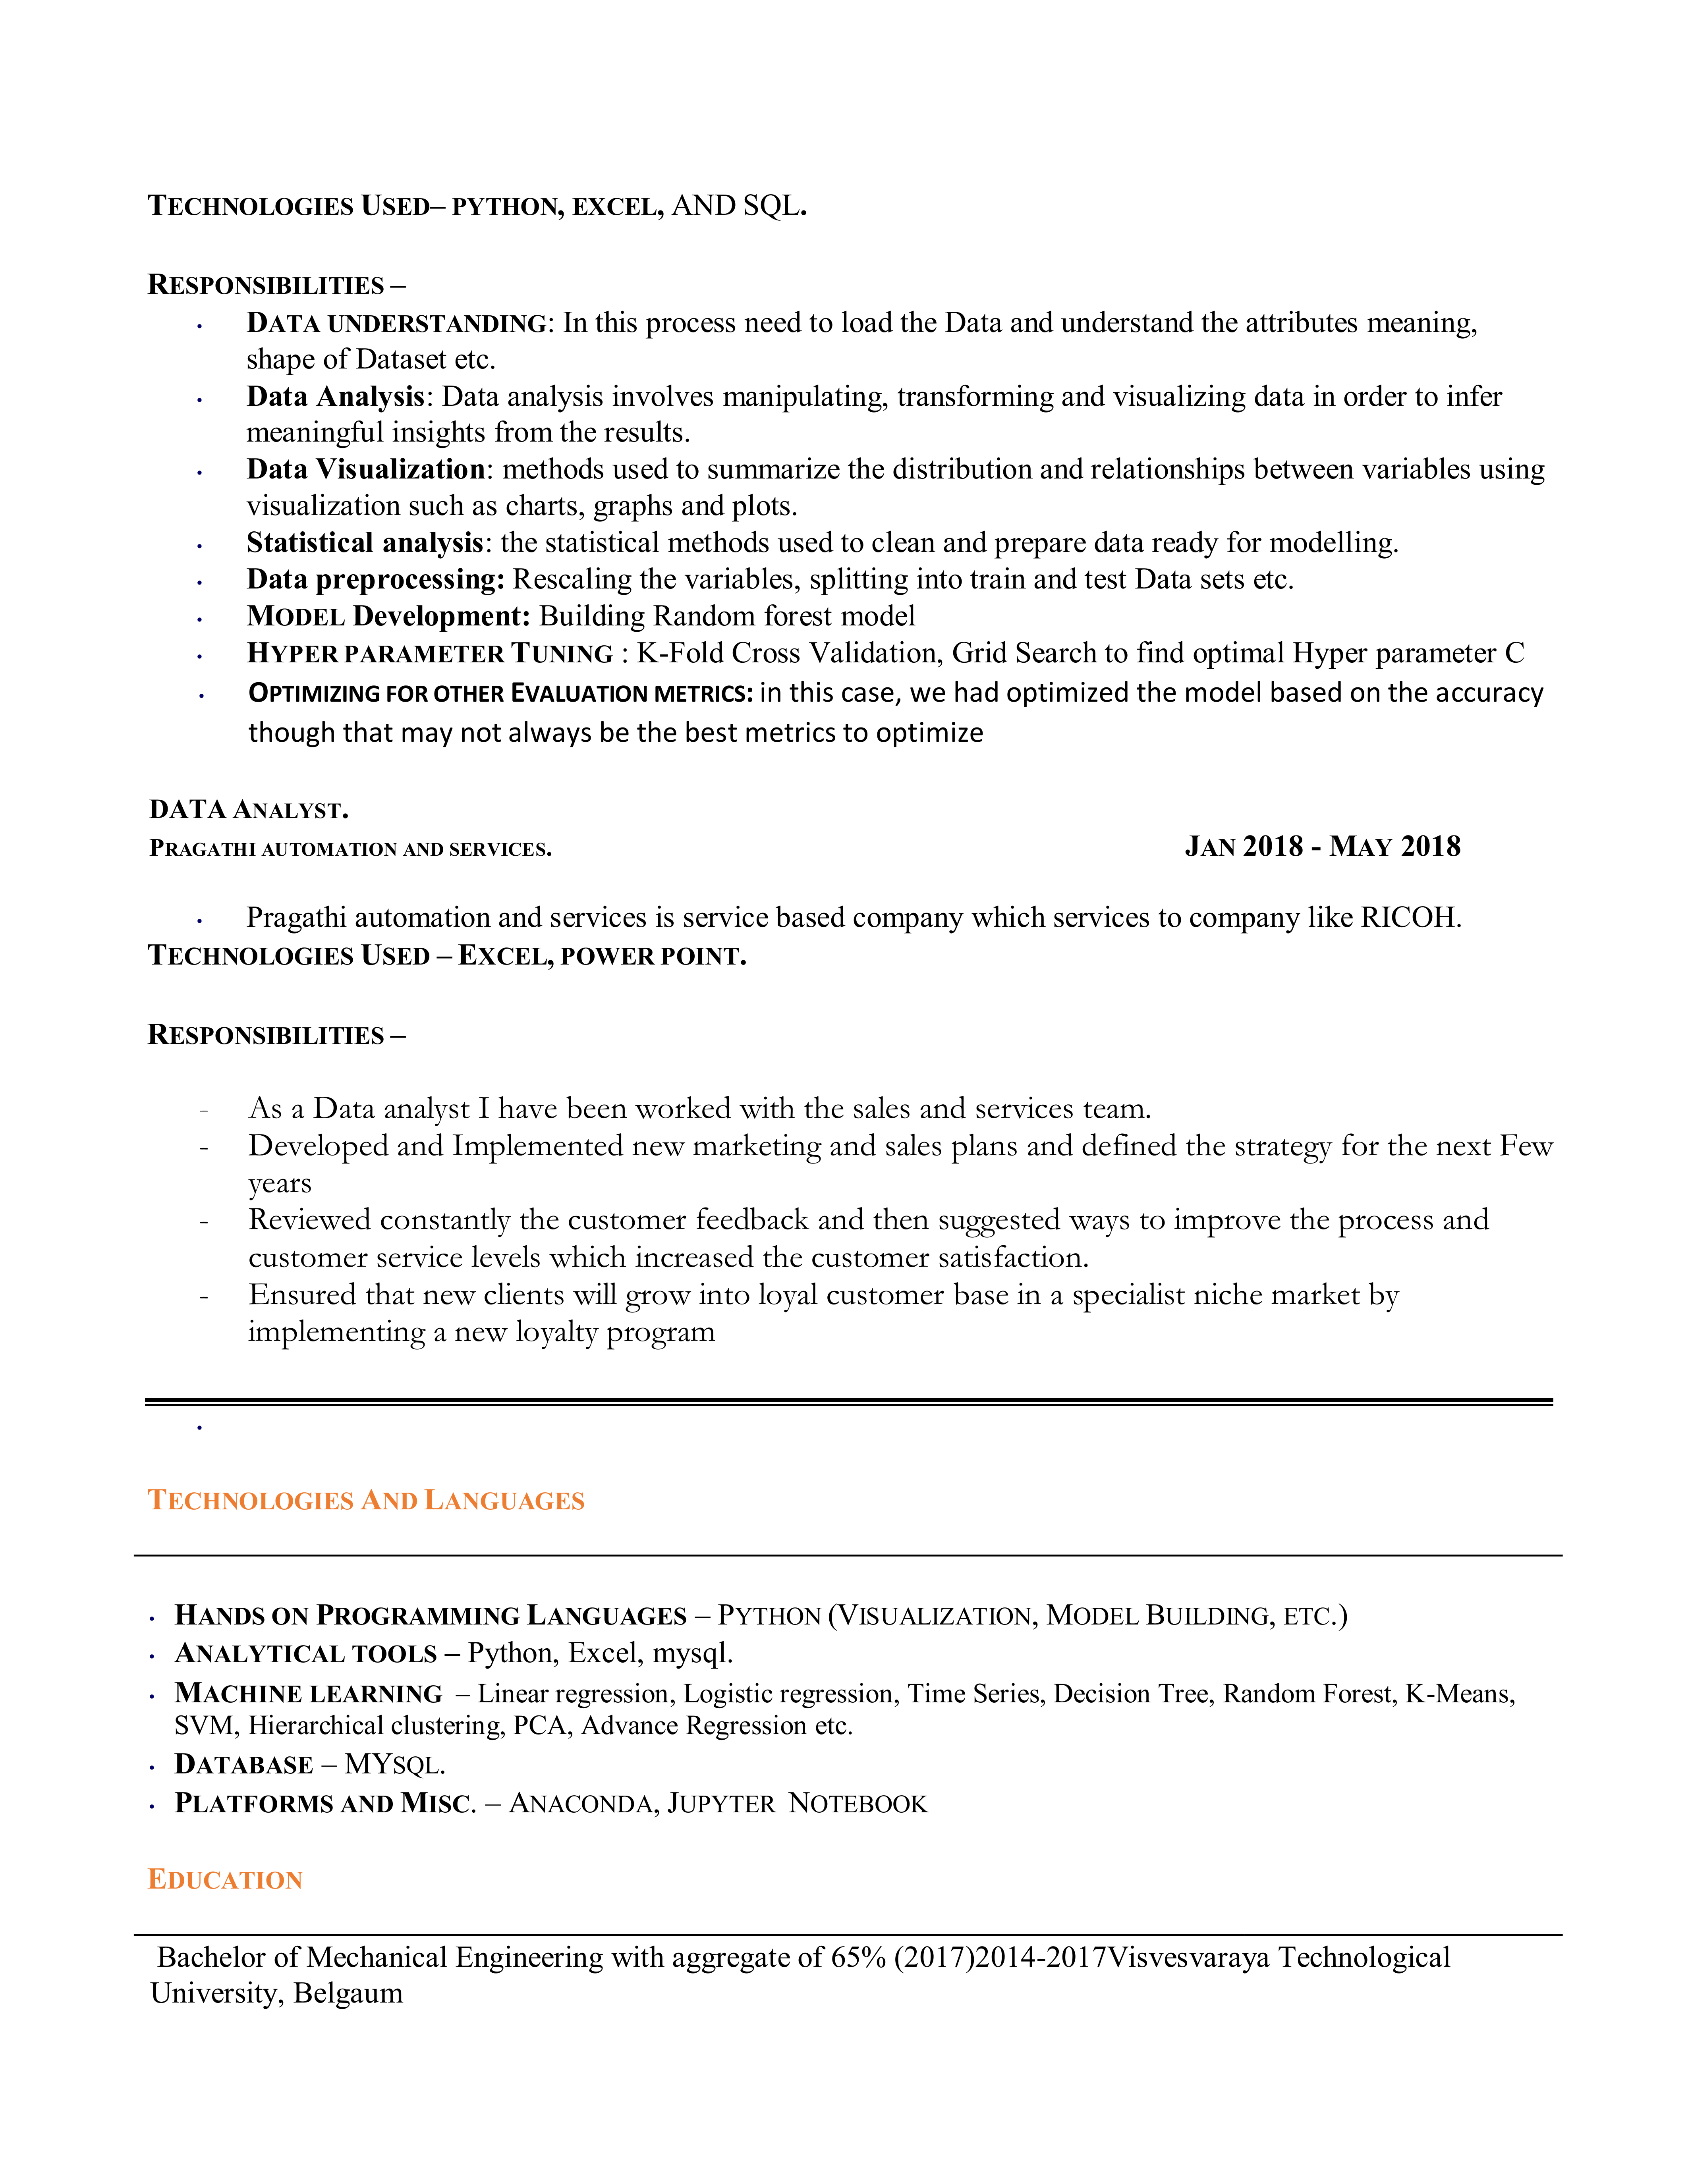 TECHNOLOGIES USED– PYTHON, EXCEL, AND SQL.
RESPONSIBILITIES –
• DATA UNDERSTANDING: In this process need to load the Data and understand the attributes meaning,
shape of Dataset etc.
• Data Analysis: Data analysis involves manipulating, transforming and visualizing data in order to infer
meaningful insights from the results.
• Data Visualization: methods used to summarize the distribution and relationships between variables using
visualization such as charts, graphs and plots.
• Statistical analysis: the statistical methods used to clean and prepare data ready for modelling.
• Data preprocessing: Rescaling the variables, splitting into train and test Data sets etc.
• MODEL Development: Building Random forest model
• HYPER PARAMETER TUNING : K-Fold Cross Validation, Grid Search to find optimal Hyper parameter C
• OPTIMIZING FOR OTHER EVALUATION METRICS: in this case, we had optimized the model based on the accuracy
though that may not always be the best metrics to optimize
DATA ANALYST.
PRAGATHI AUTOMATION AND SERVICES. JAN 2018 - MAY 2018
• Pragathi automation and services is service based company which services to company like RICOH.
TECHNOLOGIES USED – EXCEL, POWER POINT.
RESPONSIBILITIES –
- As a Data analyst I have been worked with the sales and services team.
- Developed and Implemented new marketing and sales plans and defined the strategy for the next Few
years
- Reviewed constantly the customer feedback and then suggested ways to improve the process and
customer service levels which increased the customer satisfaction.
- Ensured that new clients will grow into loyal customer base in a specialist niche market by
implementing a new loyalty program
•
TECHNOLOGIES AND LANGUAGES
• HANDS ON PROGRAMMING LANGUAGES – PYTHON (VISUALIZATION, MODEL BUILDING, ETC.)
• ANALYTICAL TOOLS – Python, Excel, mysql.
• MACHINE LEARNING – Linear regression, Logistic regression, Time Series, Decision Tree, Random Forest, K-Means,
SVM, Hierarchical clustering, PCA, Advance Regression etc.
• DATABASE – MYSQL.
• PLATFORMS AND MISC. – ANACONDA, JUPYTER NOTEBOOK
EDUCATION
Bachelor of Mechanical Engineering with aggregate of 65% (2017)2014-2017Visvesvaraya Technological
University, Belgaum